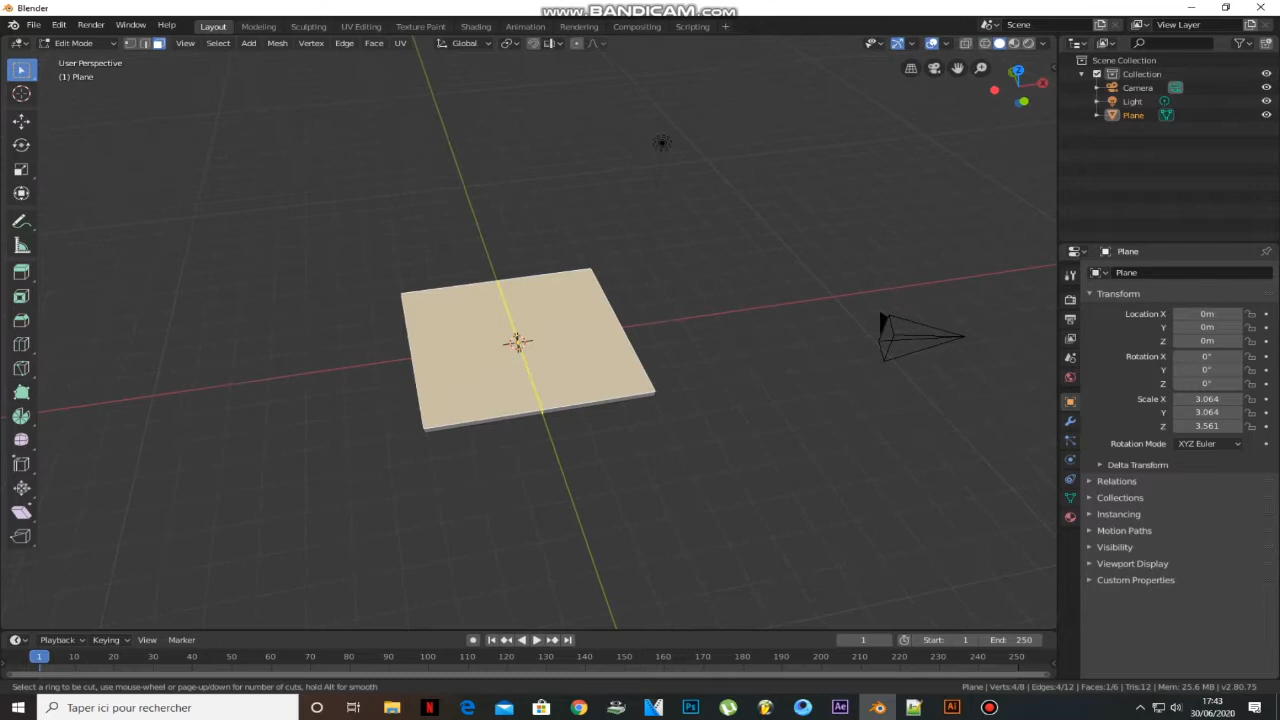 Blender
www.BANDICAM.com
File Edit Render Window Help
Layout Modeling Sculpting UV Editing Texture Paint Shading Animation Rendering Compositing Scripting +
Scene
View Layer
Edit Mode
View Select Add Mesh Vertex Edge Face UV
Global
User Perspective
(1) Plane
Z
X
Scene Collection
Collection
Camera
Light
Plane
Plane
Plane
Transform
Location X 0m
Y 0m
Z 0m
Rotation X 0°
Y 0°
Z 0°
Scale X 3.064
Y 3.064
Z 3.561
Rotation Mode XYZ Euler
Delta Transform
Relations
Collections
Instancing
Motion Paths
Visibility
Viewport Display
Custom Properties
Playback Keying View Marker
1 Start: 1 End: 250
1 10 20 30 40 50 60 70 80 90 100 110 120 130 140 150 160 170 180 190 200 210 220 230 240 250
Select a ring to be cut, use mouse-wheel or page-up/down for number of cuts, hold Alt for smooth
Plane | Verts:4/8 | Edges:4/12 | Faces:1/6 | Tris:12 | Mem: 25.6 MB | v2.80.75
Taper ici pour rechercher
N
Ps
Ae
Ai
17:43
30/06/2020